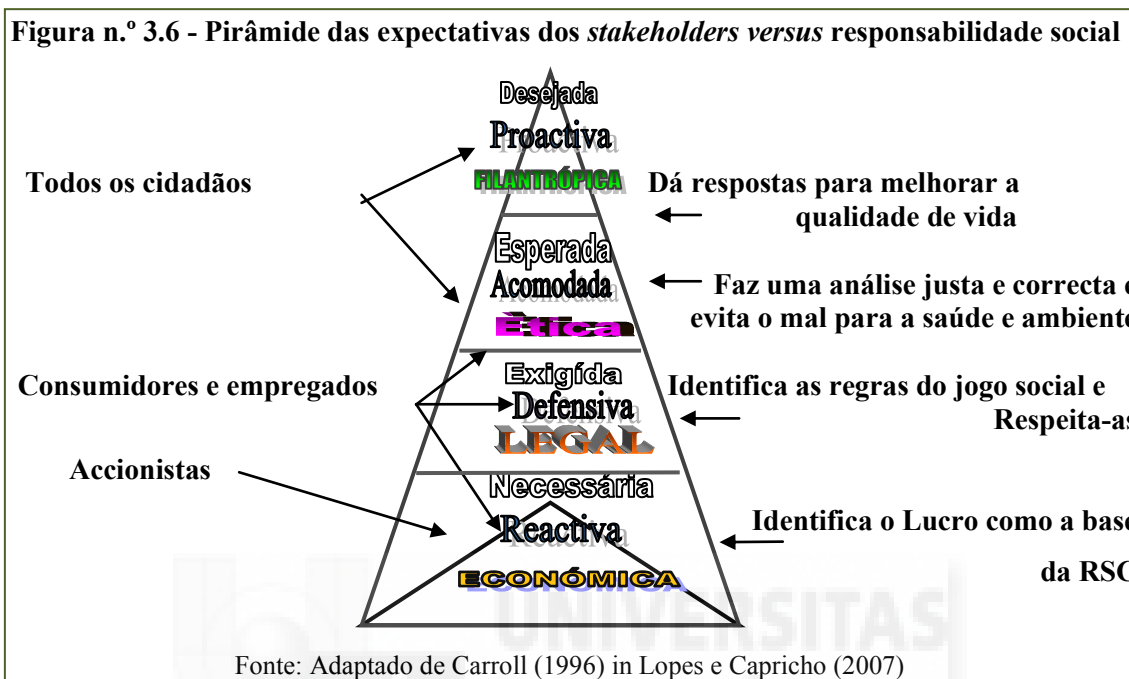 Figura n.º 3.6 - Pirâmide das expectativas dos stakeholders versus responsabilidade social
Desejada
Proactiva
FILANTRÓPICA
Todos os cidadãos
Dá respostas para melhorar a
qualidade de vida
Esperada
Acomodada
Ètica
Faz uma análise justa e correcta e
evita o mal para a saúde e ambiente
Consumidores e empregados
Exigída
Defensiva
LEGAL
Identifica as regras do jogo social e
Respeita-as
Accionistas
Necessária
Reactiva
ECONÓMICA
Identifica o Lucro como a base
da RSC
UNIVERSITAS
Fonte: Adaptado de Carroll (1996) in Lopes e Capricho (2007)